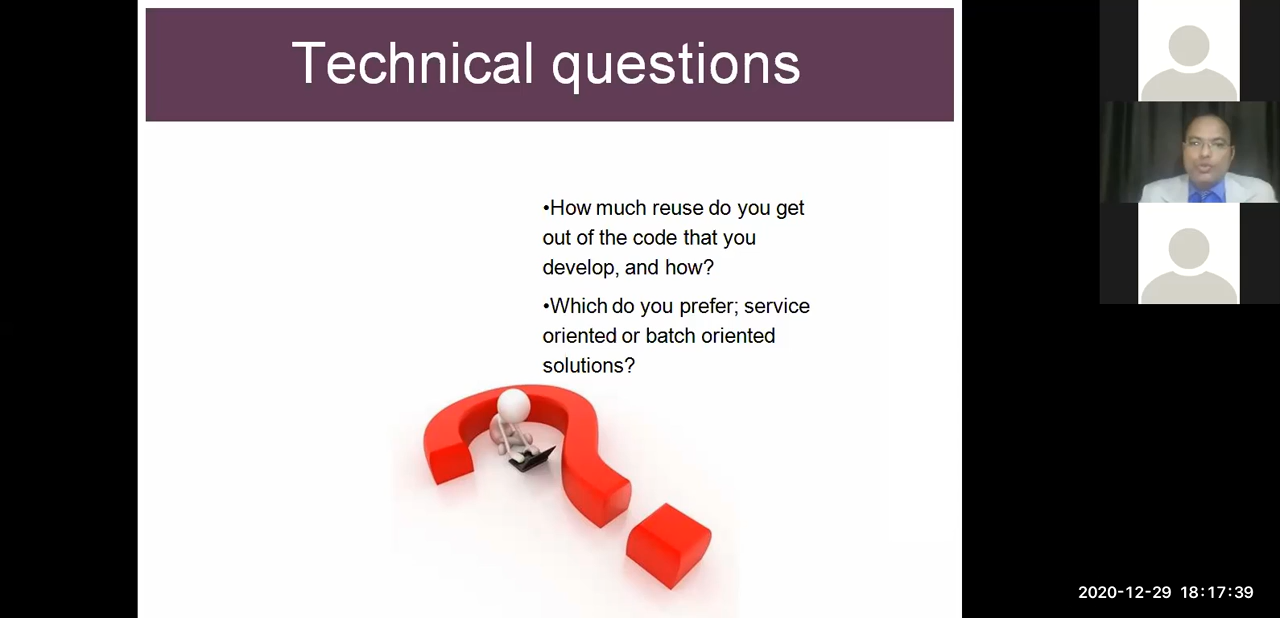 Technical questions
•How much reuse do you get
out of the code that you
develop, and how?
•Which do you prefer; service
oriented or batch oriented
solutions?
2020-12-29 18:17:39